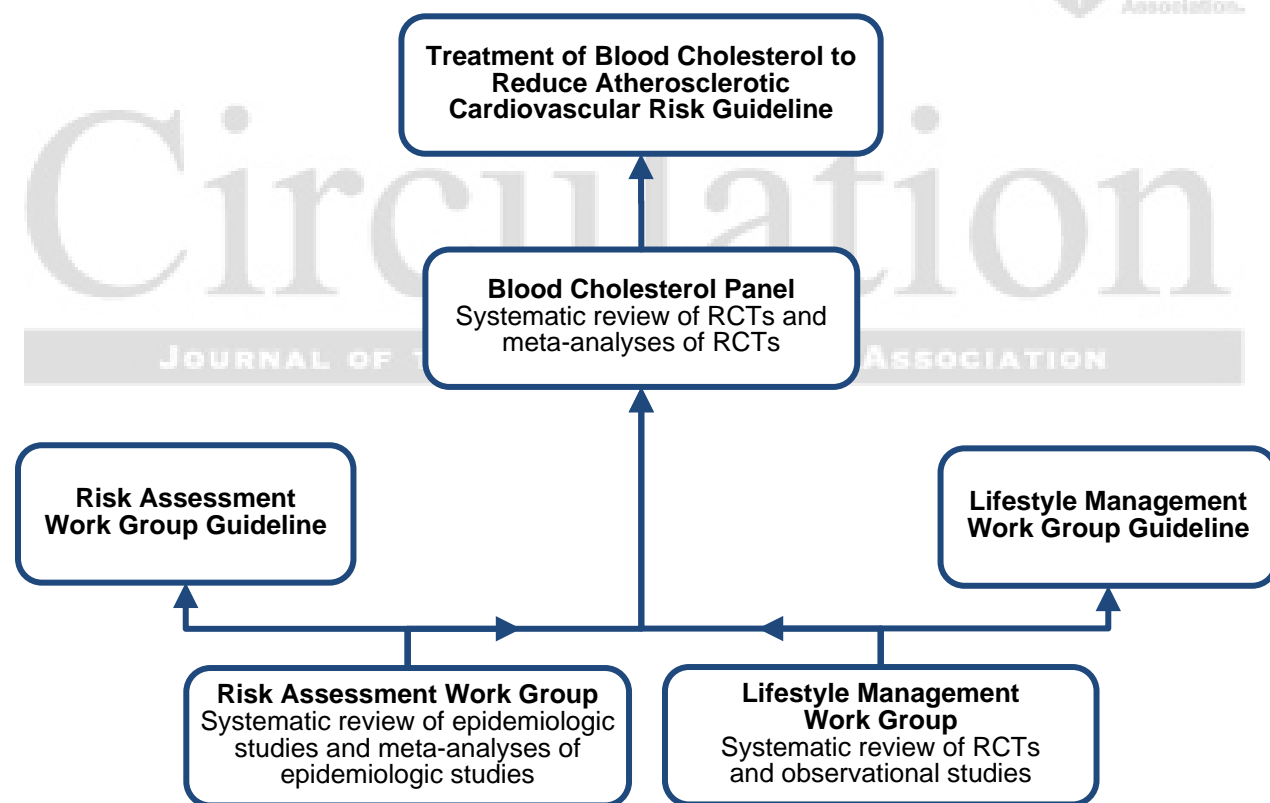 Association
Treatment of Blood Cholesterol to
Reduce Atherosclerotic
Cardiovascular Risk Guideline
Circulation
Blood Cholesterol Panel
Systematic review of RCTs and
meta-analyses of RCTs
JOURNAL OF T
ASSOCIATION
Risk Assessment
Work Group Guideline
Lifestyle Management
Work Group Guideline
Risk Assessment Work Group
Systematic review of epidemiologic
studies and meta-analyses of
epidemiologic studies
Lifestyle Management
Work Group
Systematic review of RCTs
and observational studies